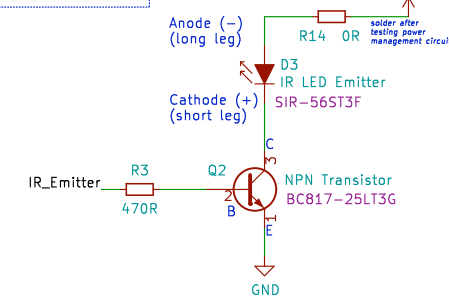 Anode (−)
(long leg)
R14 0R
solder after
testing power
management circui
D3
IR LED Emitter
SIR-56ST3F
Cathode (+)
(short leg)
C
3
R3
Q2
IR_Emitter
NPN Transistor
2
BC817-25LT3G
470R
B
1
E
GND